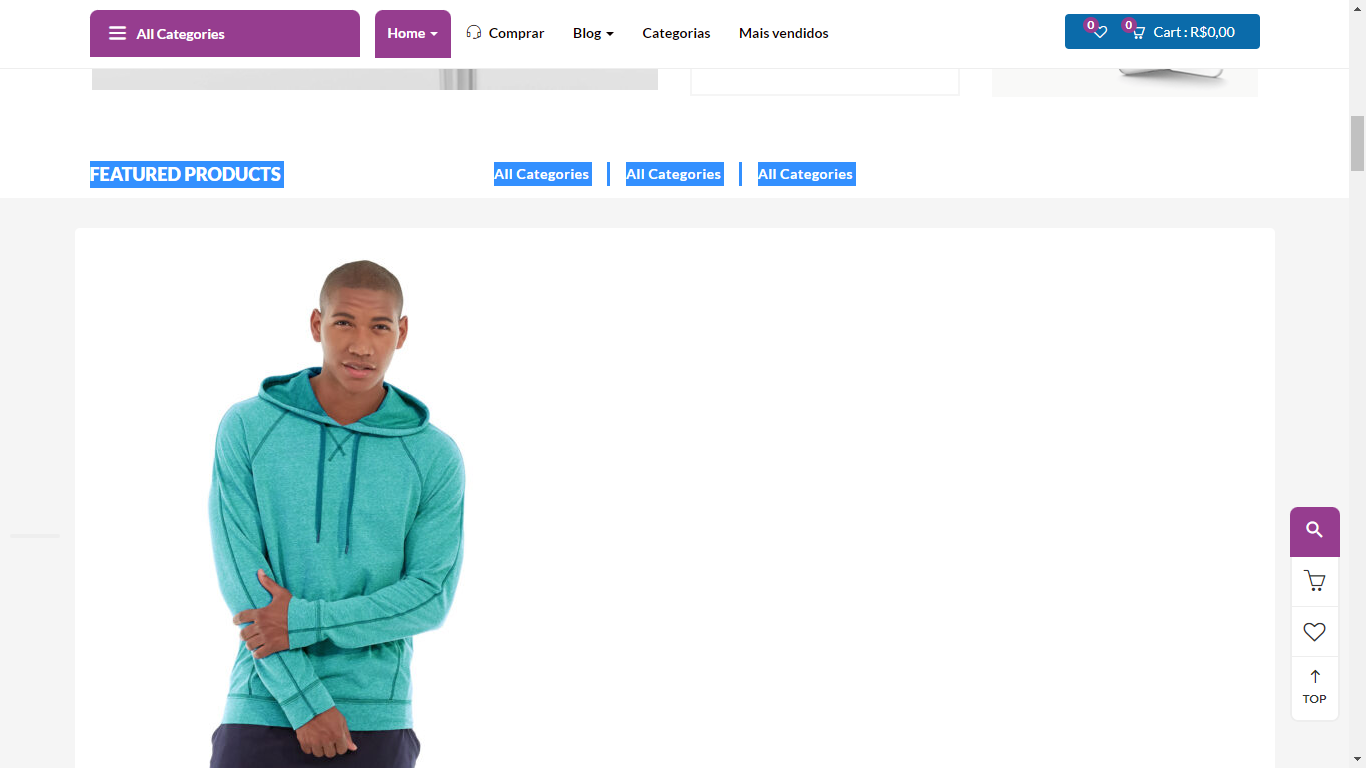 All Categories
Home
Comprar
Blog
Categorias
Mais vendidos
0
0
Cart : R$0,00
FEATURED PRODUCTS
All Categories
All Categories
All Categories
TOP